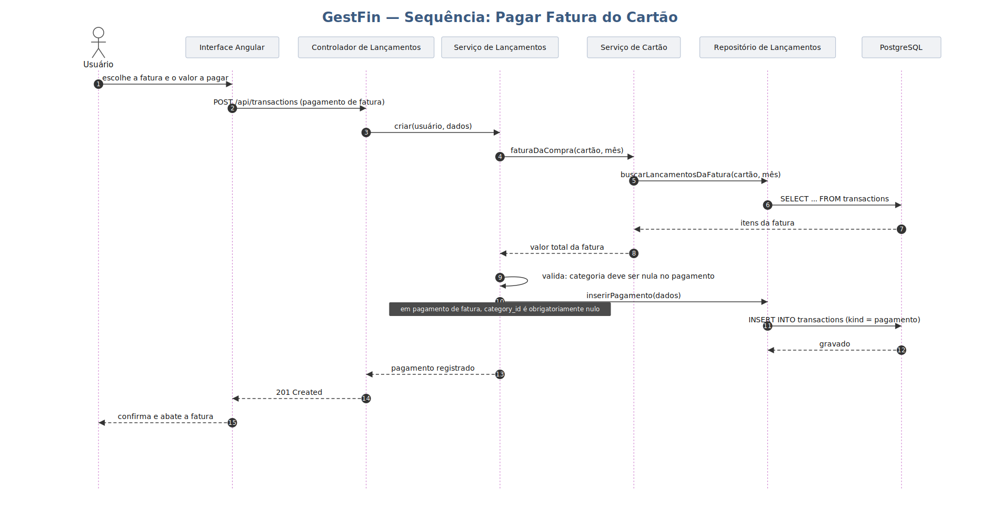 GestFin — Sequência: Pagar Fatura do Cartão
Usuário
Interface Angular
Controlador de Lançamentos
Serviço de Lançamentos
Serviço de Cartão
Repositório de Lançamentos
PostgreSQL
1
escolhe a fatura e o valor a pagar
2
POST /api/transactions (pagamento de fatura)
3
criar(usuário, dados)
4
faturaDaCompra(cartão, mês)
5
buscarLancamentosDaFatura(cartão, mês)
6
SELECT ... FROM transactions
7
itens da fatura
8
valor total da fatura
9
valida: categoria deve ser nula no pagamento
10
inserirPagamento(dados)
em pagamento de fatura, category_id é obrigatoriamente nulo
11
INSERT INTO transactions (kind = pagamento)
12
gravado
13
pagamento registrado
14
201 Created
15
confirma e abate a fatura